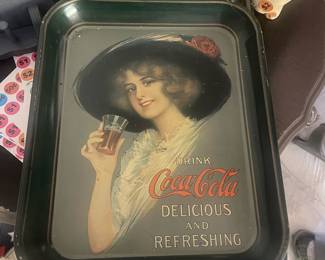 DRINK
Coca-Cola
DELICIOUS
AND
REFRESHING